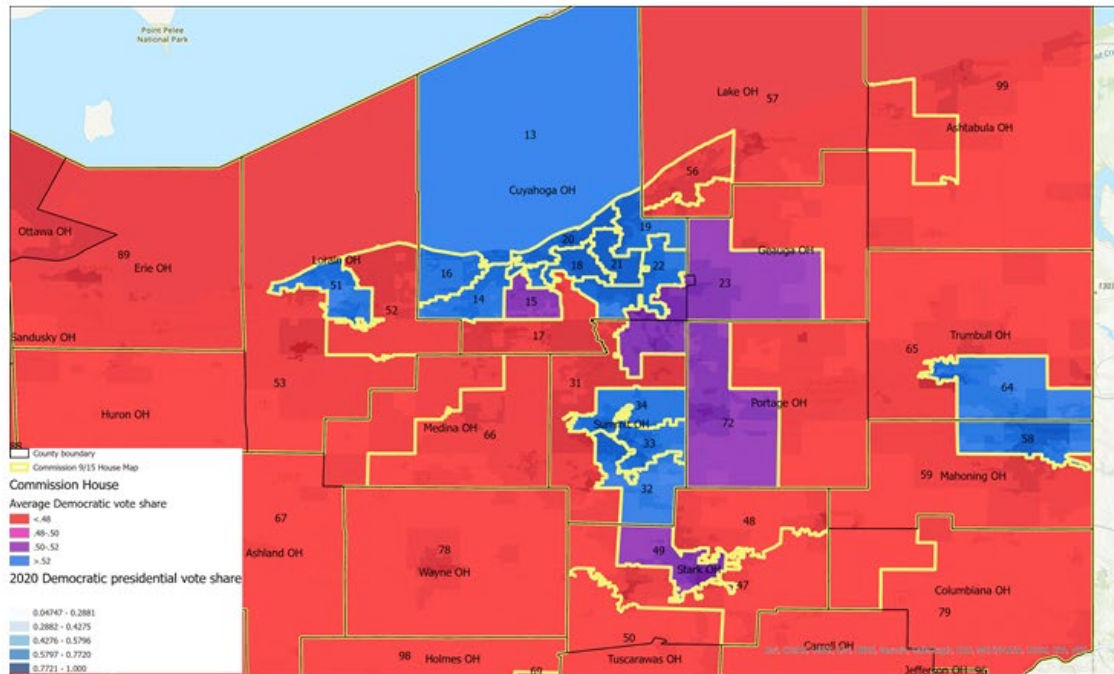 Point Pelee
National Park
Lake OH
57
99
13
Ashtabula OH
Cuyahoga OH
56
Ottawa OH
19
20
Geauga OH
89
Erie OH
Lorain OH
16
18
21
22
51
23
14
15
52
Sandusky OH
17
Trumbull OH
65
53
31
64
34
Huron OH
Medina OH
66
Summit OH
72
Portage OH
33
58
88
County boundary
59
Mahoning OH
Commission 9/15 House Map
32
Commission House
Average Democratic vote share
<.48
67
48
.48-.50
.50-.52
78
49
>.52
Ashland OH
Wayne OH
Stark OH
47
2020 Democratic presidential vote share
Columbiana OH
79
0.04747 - 0.2881
0.2882 - 0.4275
0.4276 - 0.5796
50
0.5797 - 0.7720
98
Holmes OH
Tuscarawas OH
Carroll OH
0.7721 - 1.000
69
Jefferson OH
96